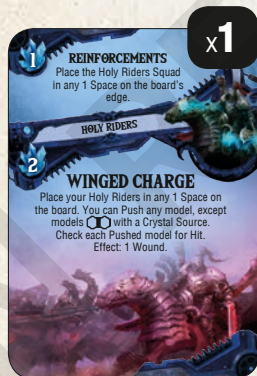 x1
1
REINFORCEMENTS
Place the Holy Riders Squad
in any 1 Space on the board's
edge.
HOLY RIDERS
2
WINGED CHARGE
Place your Holy Riders in any 1 Space on
the board. You can Push any model, except
models with a Crystal Source.
Check each Pushed model for Hit.
Effect: 1 Wound.